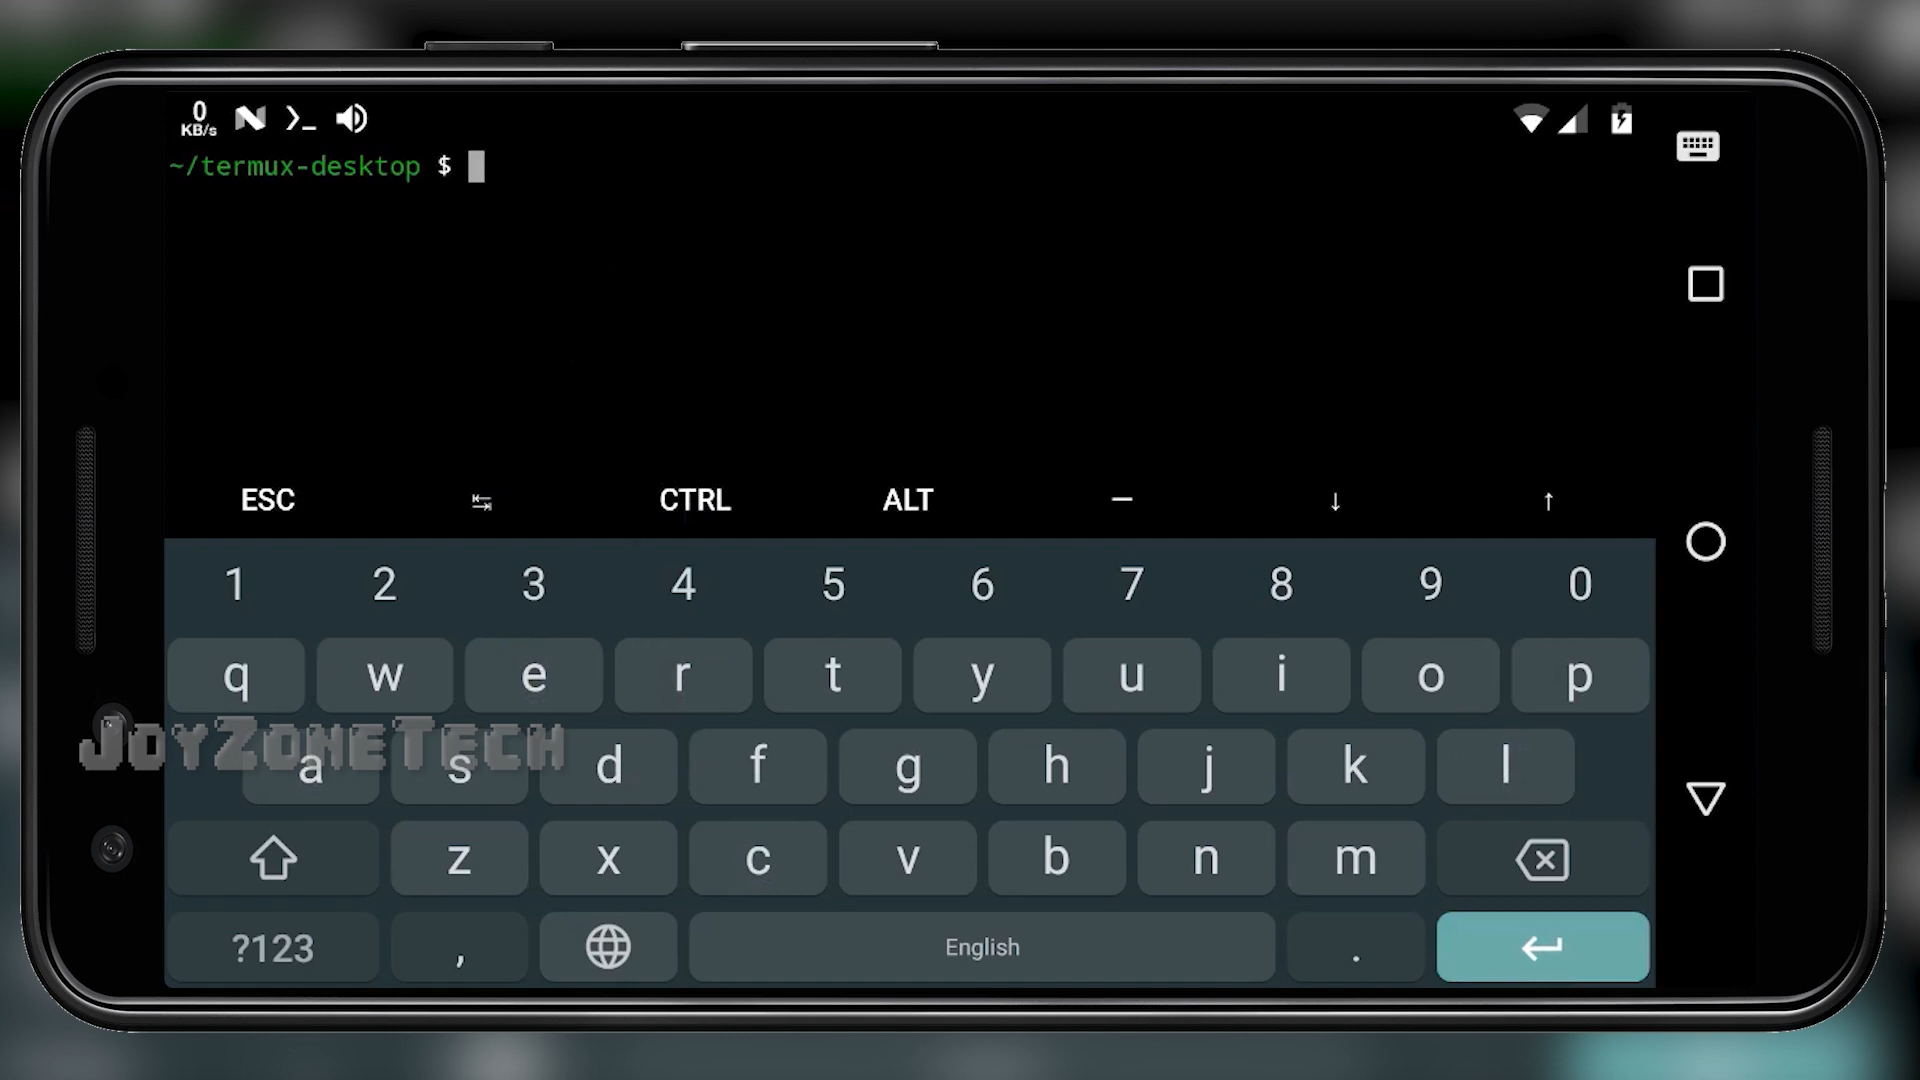 0
KB/s
~/termux-desktop $
ESC CTRL ALT — ↓ ↑
1 2 3 4 5 6 7 8 9 0
q w e r t y u i o p
JoyZoneTech
a s d f g h j k l
z x c v b n m
?123 , English .